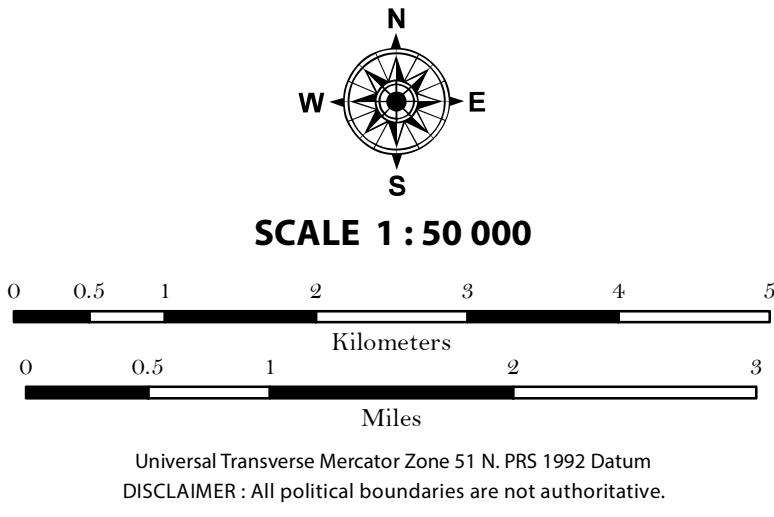 N
W E
S
SCALE 1 : 50 000
0 0.5 1 2 3 4 5
Kilometers
0 0.5 1 2 3
Miles
Universal Transverse Mercator Zone 51 N. PRS 1992 Datum
DISCLAIMER : All political boundaries are not authoritative.